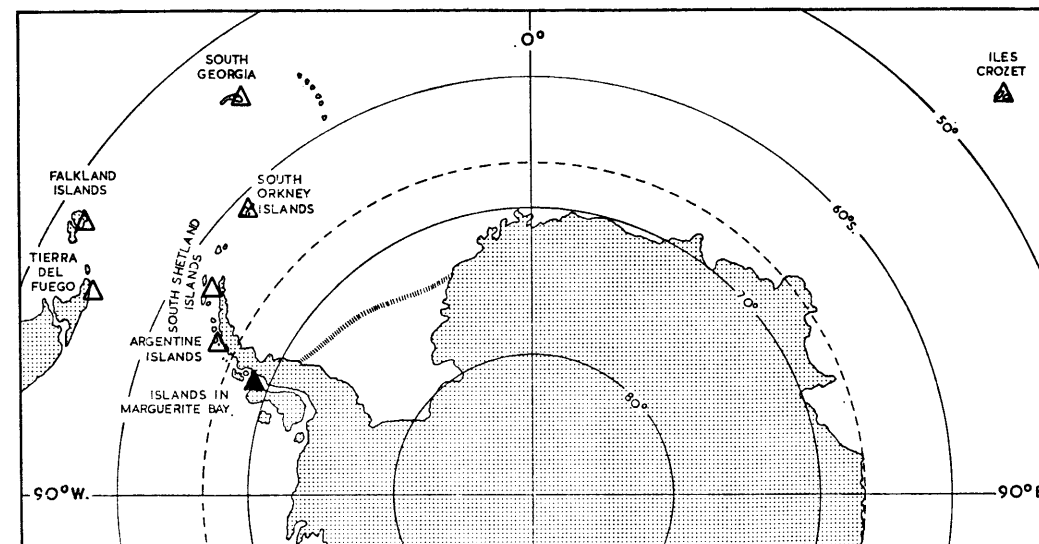 0°
SOUTH
GEORGIA
ILES
CROZET
50°
FALKLAND
ISLANDS
SOUTH
ORKNEY
ISLANDS
60°S.
TIERRA
DEL
FUEGO
SOUTH SHETLAND
ISLANDS
70°
ARGENTINE
ISLANDS
ISLANDS IN
MARGUERITE BAY.
80°
90°W.
90°E